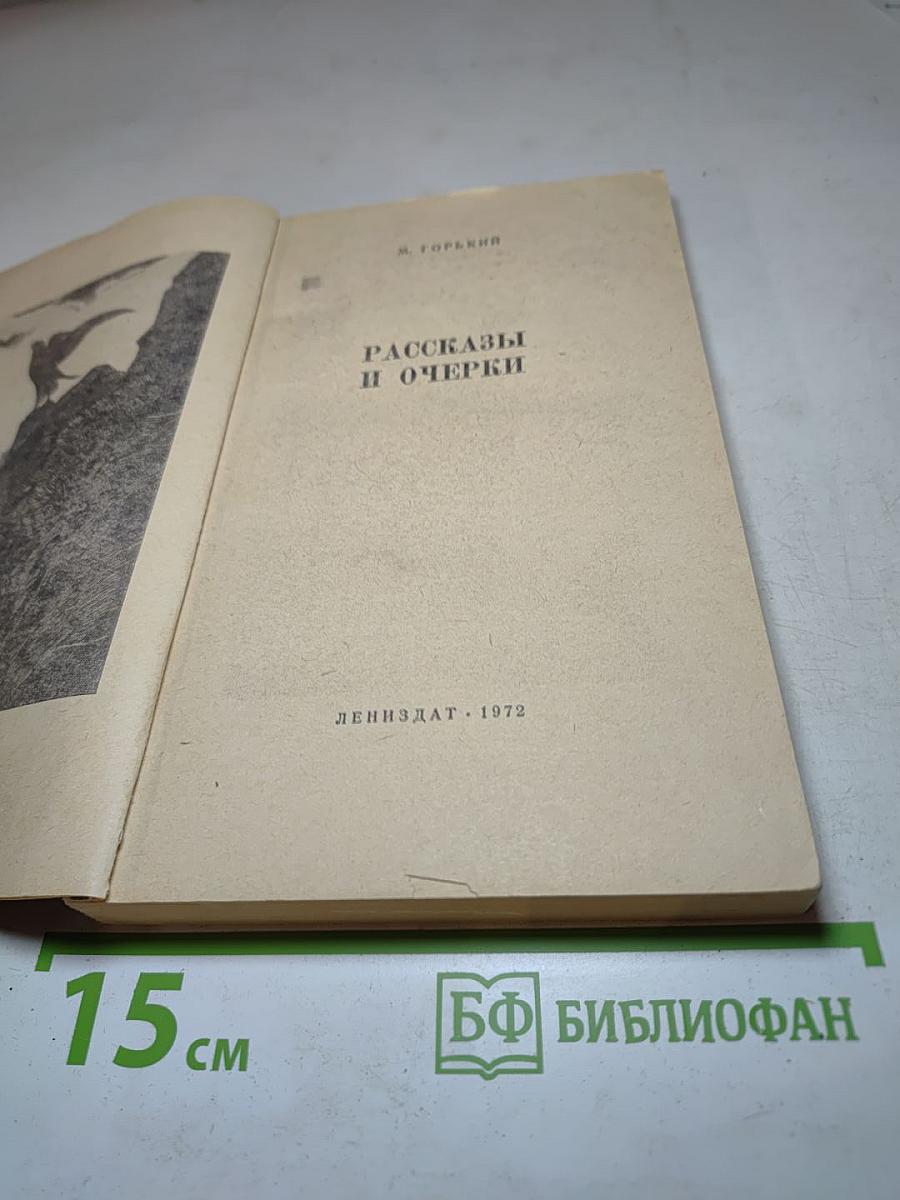 М. ГОРЬКИЙ
РАССКАЗЫ
И ОЧЕРКИ
ЛЕНИЗДАТ • 1972
15 см
БФ БИБЛИОФАН